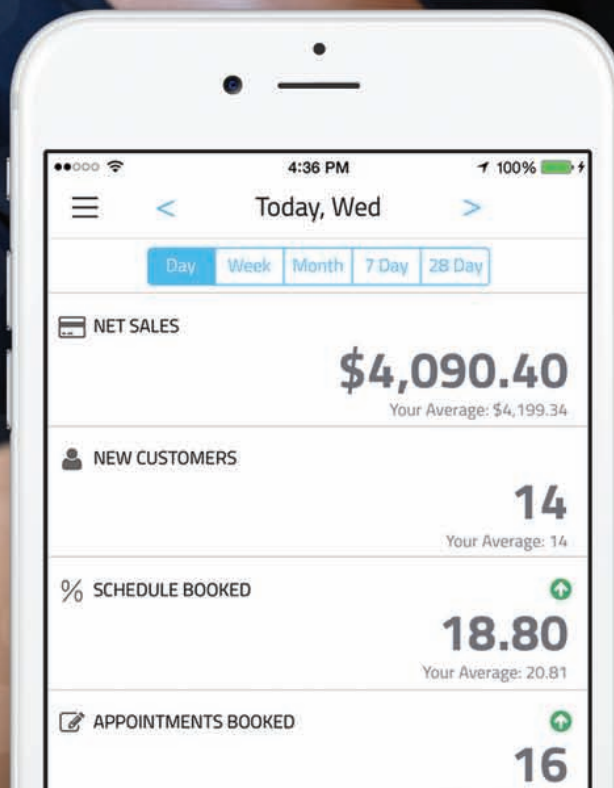 4:36 PM
100%
Today, Wed
Day Week Month 7 Day 28 Day
NET SALES
$4,090.40
Your Average: $4,199.34
NEW CUSTOMERS
14
Your Average: 14
% SCHEDULE BOOKED
18.80
Your Average: 20.81
APPOINTMENTS BOOKED
16